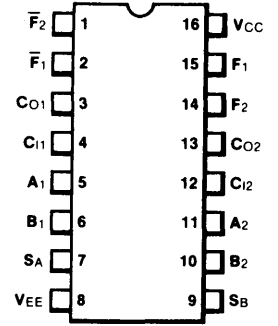 F̅₂ 1 16 VCC
F̅₁ 2 15 F₁
CO1 3 14 F₂
CI1 4 13 CO2
A₁ 5 12 CI2
B₁ 6 11 A₂
SA 7 10 B₂
VEE 8 9 SB